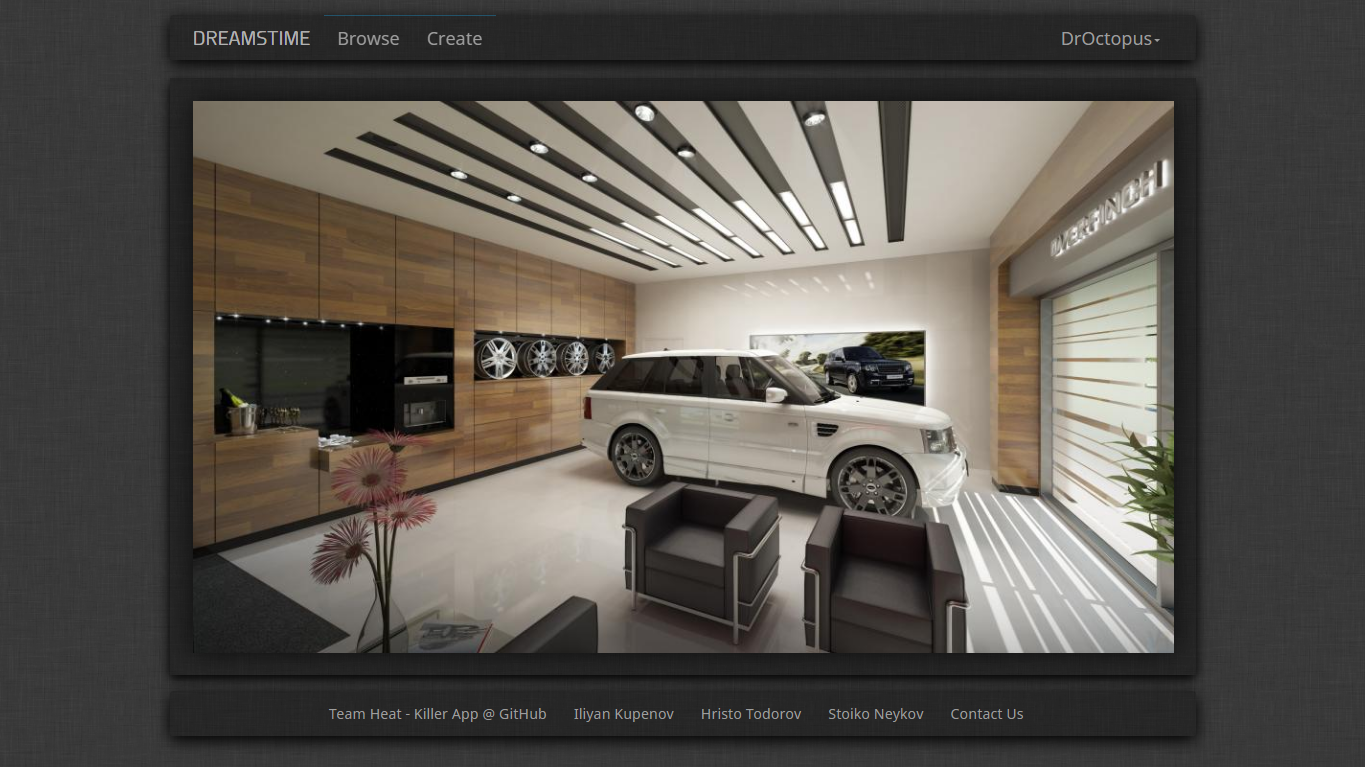 DREAMSTIME Browse Create DrOctopus
OVERFINCH
Team Heat - Killer App @ GitHub Iliyan Kupenov Hristo Todorov Stoiko Neykov Contact Us